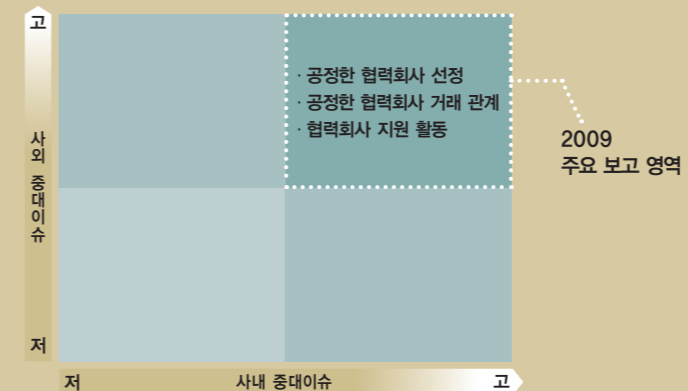 고
· 공정한 협력회사 선정
· 공정한 협력회사 거래 관계
· 협력회사 지원 활동
2009
주요 보고 영역
사외 중대이슈
저
저
사내 중대이슈
고